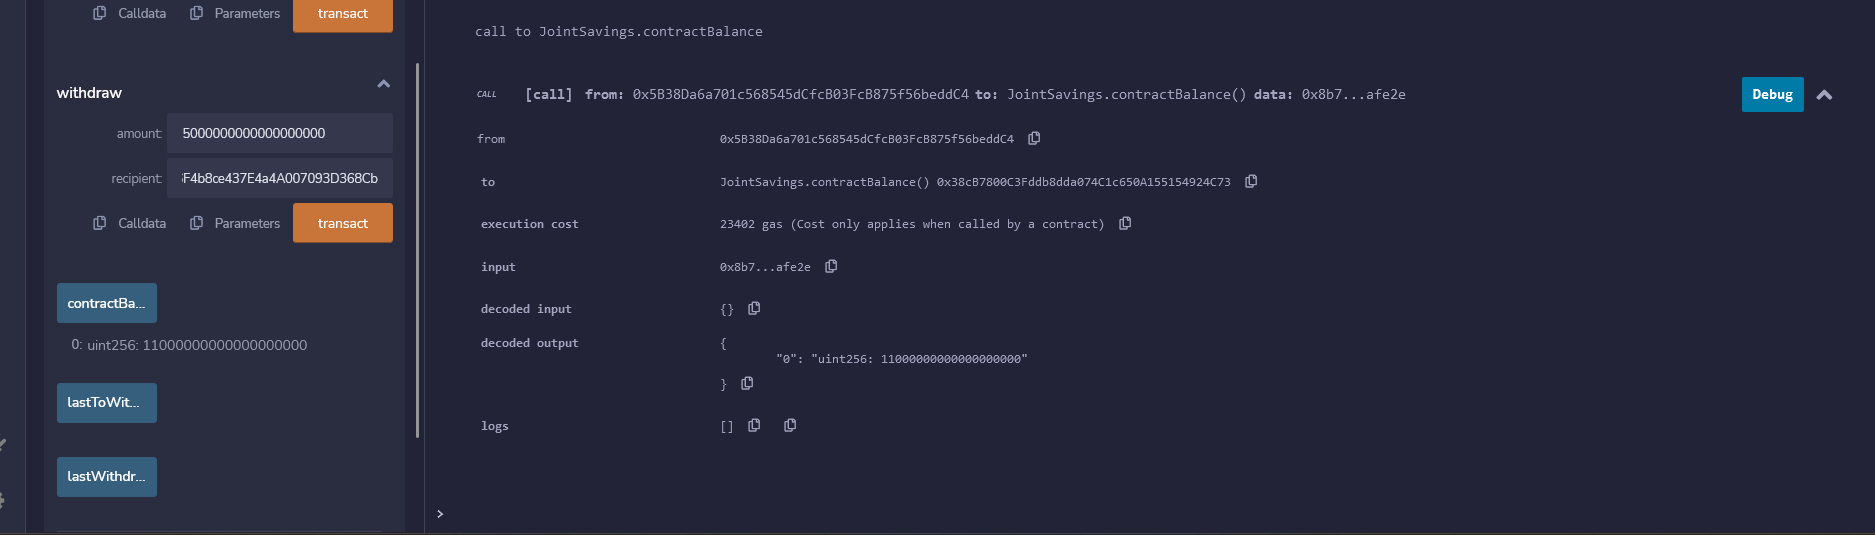 Calldata Parameters transact
withdraw
amount: 5000000000000000000
recipient: F4b8ce437E4a4A007093D368Cb
Calldata Parameters transact
contractBa...
0: uint256: 11000000000000000000
lastToWit...
lastWithdr...
call to JointSavings.contractBalance
CALL [call] from: 0x5B38Da6a701c568545dCfcB03FcB875f56beddC4 to: JointSavings.contractBalance() data: 0x8b7...afe2e Debug
from 0x5B38Da6a701c568545dCfcB03FcB875f56beddC4
to JointSavings.contractBalance() 0x38cB7800C3Fddb8dda074C1c650A155154924C73
execution cost 23402 gas (Cost only applies when called by a contract)
input 0x8b7...afe2e
decoded input {}
decoded output {
"0": "uint256: 11000000000000000000"
}
logs []
>